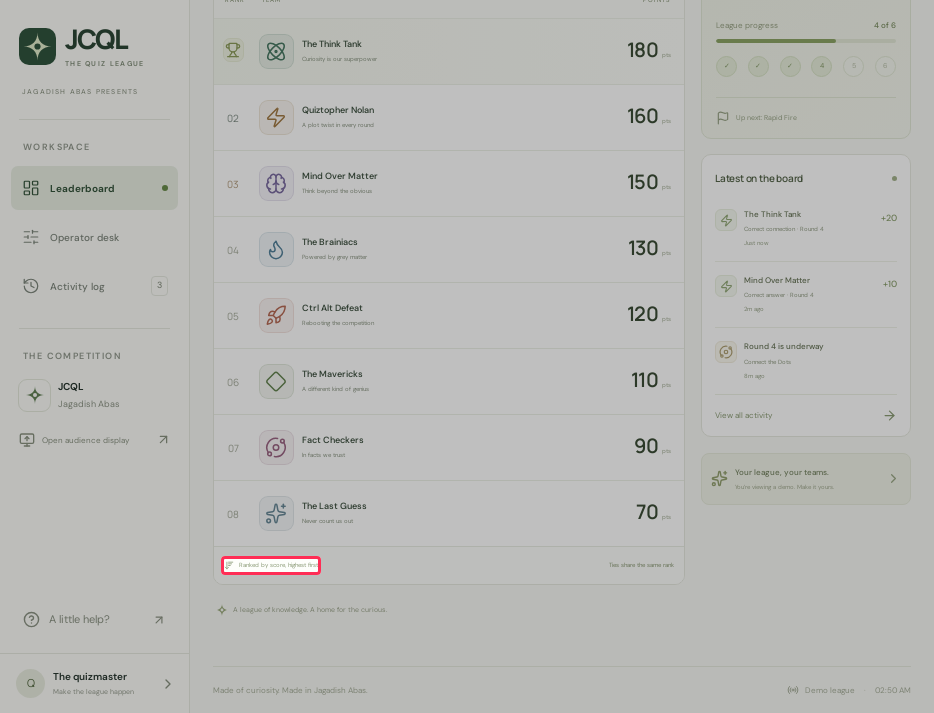 JCQL
THE QUIZ LEAGUE
JAGADISH ABAS PRESENTS
WORKSPACE
Leaderboard
Operator desk
Activity log
3
THE COMPETITION
JCQL
Jagadish Abas
Open audience display
A little help?
Q
The quizmaster
Make the league happen
The Think Tank
Curiosity is our superpower
180 pts
02
Quiztopher Nolan
A plot twist in every round
160 pts
03
Mind Over Matter
Think beyond the obvious
150 pts
04
The Brainiacs
Powered by grey matter
130 pts
05
Ctrl Alt Defeat
Rebooting the competition
120 pts
06
The Mavericks
A different kind of genius
110 pts
07
Fact Checkers
In facts we trust
90 pts
08
The Last Guess
Never count us out
70 pts
Ranked by score, highest first
Ties share the same rank
A league of knowledge. A home for the curious.
League progress
4 of 6
4
5
6
Up next: Rapid Fire
Latest on the board
The Think Tank
+20
Correct connection · Round 4
Just now
Mind Over Matter
+10
Correct answer · Round 4
2m ago
Round 4 is underway
Connect the Dots
8m ago
View all activity
Your league, your teams.
You're viewing a demo. Make it yours.
Made of curiosity. Made in Jagadish Abas.
Demo league · 02:50 AM